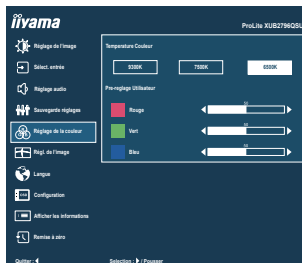 iiyama
ProLite XUB2796QSU
Réglage de l'image
Sélect. entrée
Réglage audio
Sauvegarde réglages
Réglage de la couleur
Régl. de l'image
Langue
Configuration
Afficher les informations
Remise à zéro
Temperature Couleur
9300K
7500K
6500K
Pre-reglage Utilisateur
Rouge
50
Vert
50
Bleu
50
Quitter :
Selection : / Pousser